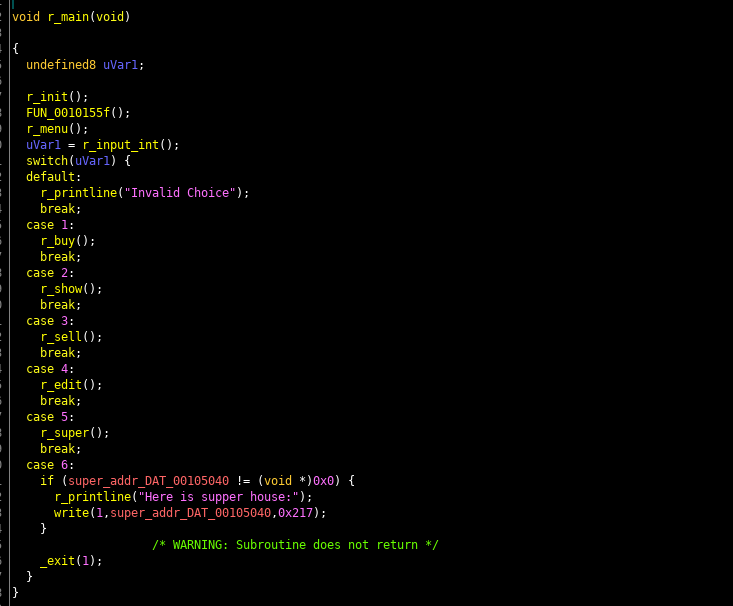 void r_main(void)
{
undefined8 uVar1;
r_init();
FUN_0010155f();
r_menu();
uVar1 = r_input_int();
switch(uVar1) {
default:
r_printline("Invalid Choice");
break;
case 1:
r_buy();
break;
case 2:
r_show();
break;
case 3:
r_sell();
break;
case 4:
r_edit();
break;
case 5:
r_super();
break;
case 6:
if (super_addr_DAT_00105040 != (void *)0x0) {
r_printline("Here is supper house:");
write(1,super_addr_DAT_00105040,0x217);
}
/* WARNING: Subroutine does not return */
_exit(1);
}
}